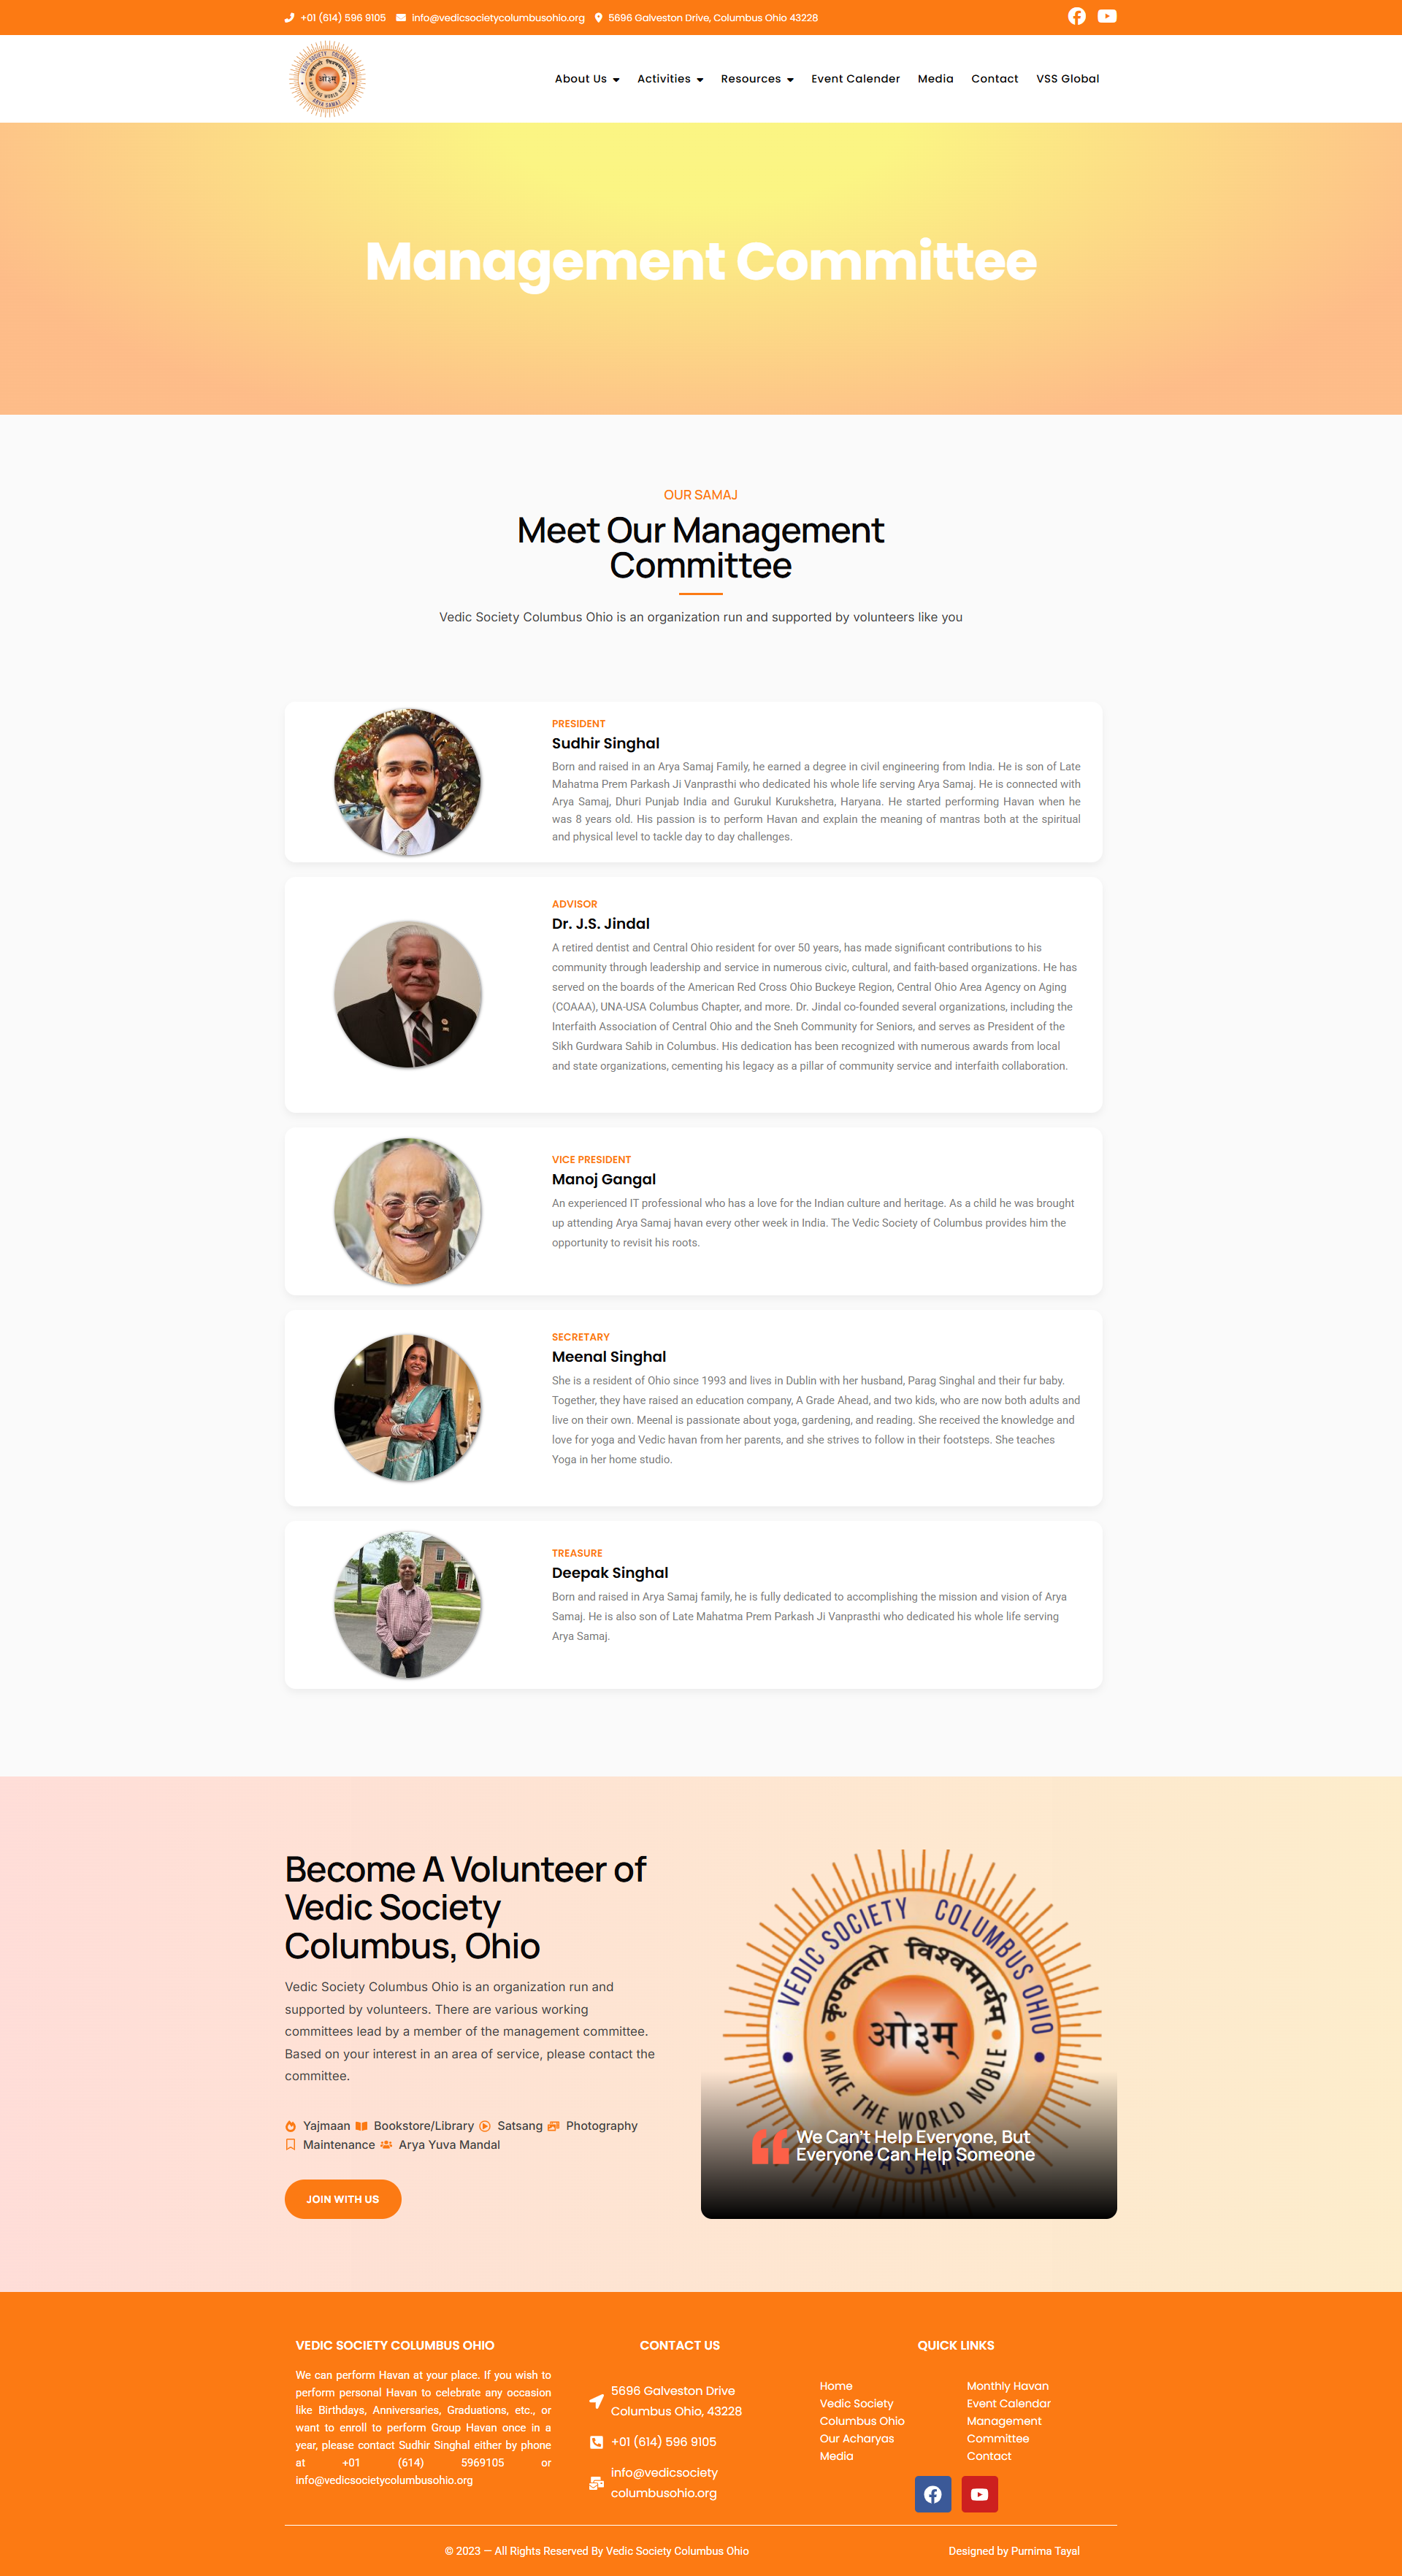 +01 (614) 596 9105 info@vedicsocietycolumbusohio.org 5696 Galveston Drive, Columbus Ohio 43228
VEDIC SOCIETY COLUMBUS OHIO
कृण्वन्तो विश्वमार्यम्
ओ३म्
MAKE THE WORLD NOBLE
ARYA SAMAJ
About Us Activities Resources Event Calender Media Contact VSS Global
Management Committee
OUR SAMAJ
Meet Our Management
Committee
Vedic Society Columbus Ohio is an organization run and supported by volunteers like you
PRESIDENT
Sudhir Singhal
Born and raised in an Arya Samaj Family, he earned a degree in civil engineering from India. He is son of Late
Mahatma Prem Parkash Ji Vanprasthi who dedicated his whole life serving Arya Samaj. He is connected with
Arya Samaj, Dhuri Punjab India and Gurukul Kurukshetra, Haryana. He started performing Havan when he
was 8 years old. His passion is to perform Havan and explain the meaning of mantras both at the spiritual
and physical level to tackle day to day challenges.
ADVISOR
Dr. J.S. Jindal
A retired dentist and Central Ohio resident for over 50 years, has made significant contributions to his
community through leadership and service in numerous civic, cultural, and faith-based organizations. He has
served on the boards of the American Red Cross Ohio Buckeye Region, Central Ohio Area Agency on Aging
(COAAA), UNA-USA Columbus Chapter, and more. Dr. Jindal co-founded several organizations, including the
Interfaith Association of Central Ohio and the Sneh Community for Seniors, and serves as President of the
Sikh Gurdwara Sahib in Columbus. His dedication has been recognized with numerous awards from local
and state organizations, cementing his legacy as a pillar of community service and interfaith collaboration.
VICE PRESIDENT
Manoj Gangal
An experienced IT professional who has a love for the Indian culture and heritage. As a child he was brought
up attending Arya Samaj havan every other week in India. The Vedic Society of Columbus provides him the
opportunity to revisit his roots.
SECRETARY
Meenal Singhal
She is a resident of Ohio since 1993 and lives in Dublin with her husband, Parag Singhal and their fur baby.
Together, they have raised an education company, A Grade Ahead, and two kids, who are now both adults and
live on their own. Meenal is passionate about yoga, gardening, and reading. She received the knowledge and
love for yoga and Vedic havan from her parents, and she strives to follow in their footsteps. She teaches
Yoga in her home studio.
TREASURE
Deepak Singhal
Born and raised in Arya Samaj family, he is fully dedicated to accomplishing the mission and vision of Arya
Samaj. He is also son of Late Mahatma Prem Parkash Ji Vanprasthi who dedicated his whole life serving
Arya Samaj.
Become A Volunteer of
Vedic Society
Columbus, Ohio
Vedic Society Columbus Ohio is an organization run and
supported by volunteers. There are various working
committees lead by a member of the management committee.
Based on your interest in an area of service, please contact the
committee.
Yajmaan Bookstore/Library Satsang Photography
Maintenance Arya Yuva Mandal
JOIN WITH US
VEDIC SOCIETY COLUMBUS OHIO
कृण्वन्तो विश्वमार्यम्
ओ३म्
MAKE THE WORLD NOBLE
ARYA SAMAJ
We Can't Help Everyone, But
Everyone Can Help Someone
VEDIC SOCIETY COLUMBUS OHIO
We can perform Havan at your place. If you wish to
perform personal Havan to celebrate any occasion
like Birthdays, Anniversaries, Graduations, etc., or
want to enroll to perform Group Havan once in a
year, please contact Sudhir Singhal either by phone
at +01 (614) 5969105 or
info@vedicsocietycolumbusohio.org
CONTACT US
5696 Galveston Drive
Columbus Ohio, 43228
+01 (614) 596 9105
info@vedicsociety
columbusohio.org
QUICK LINKS
Home
Vedic Society
Columbus Ohio
Our Acharyas
Media
Monthly Havan
Event Calendar
Management
Committee
Contact
© 2023 — All Rights Reserved By Vedic Society Columbus Ohio
Designed by Purnima Tayal